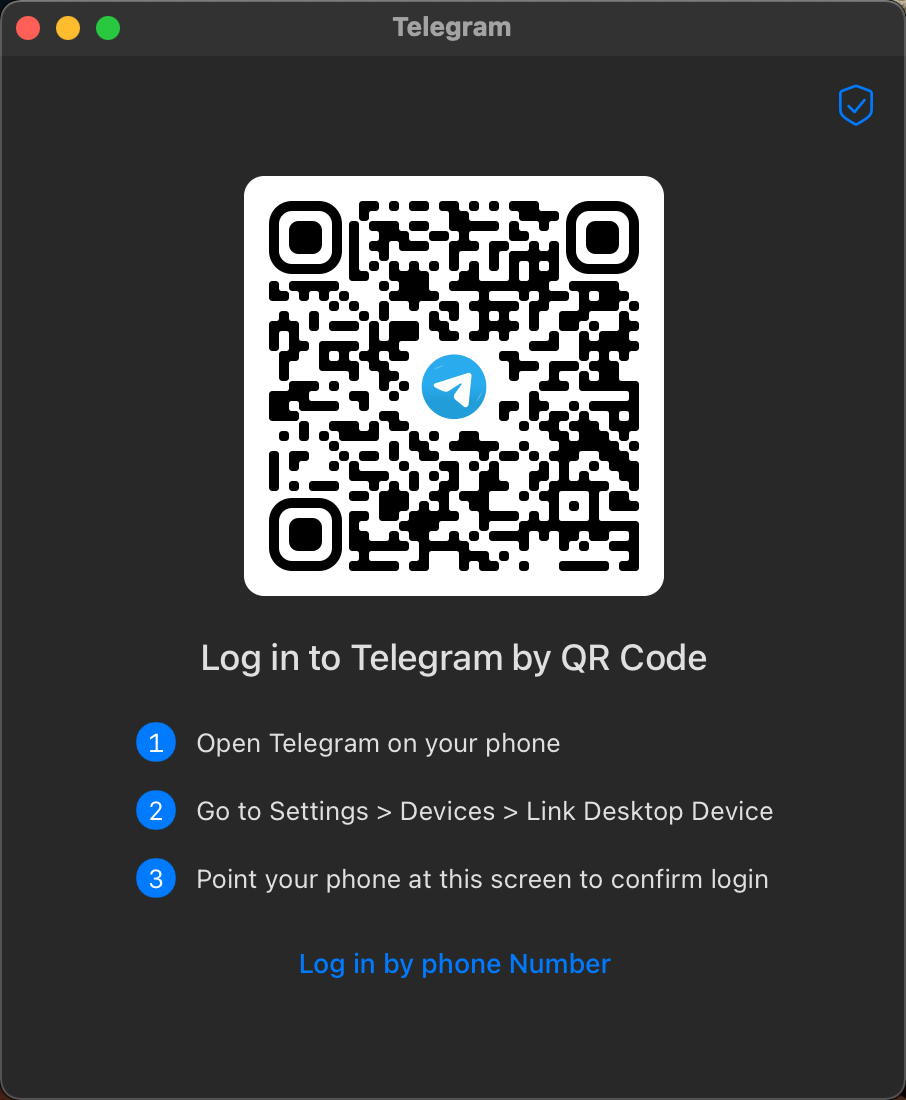 Telegram
Log in to Telegram by QR Code
1 Open Telegram on your phone
2 Go to Settings > Devices > Link Desktop Device
3 Point your phone at this screen to confirm login
Log in by phone Number